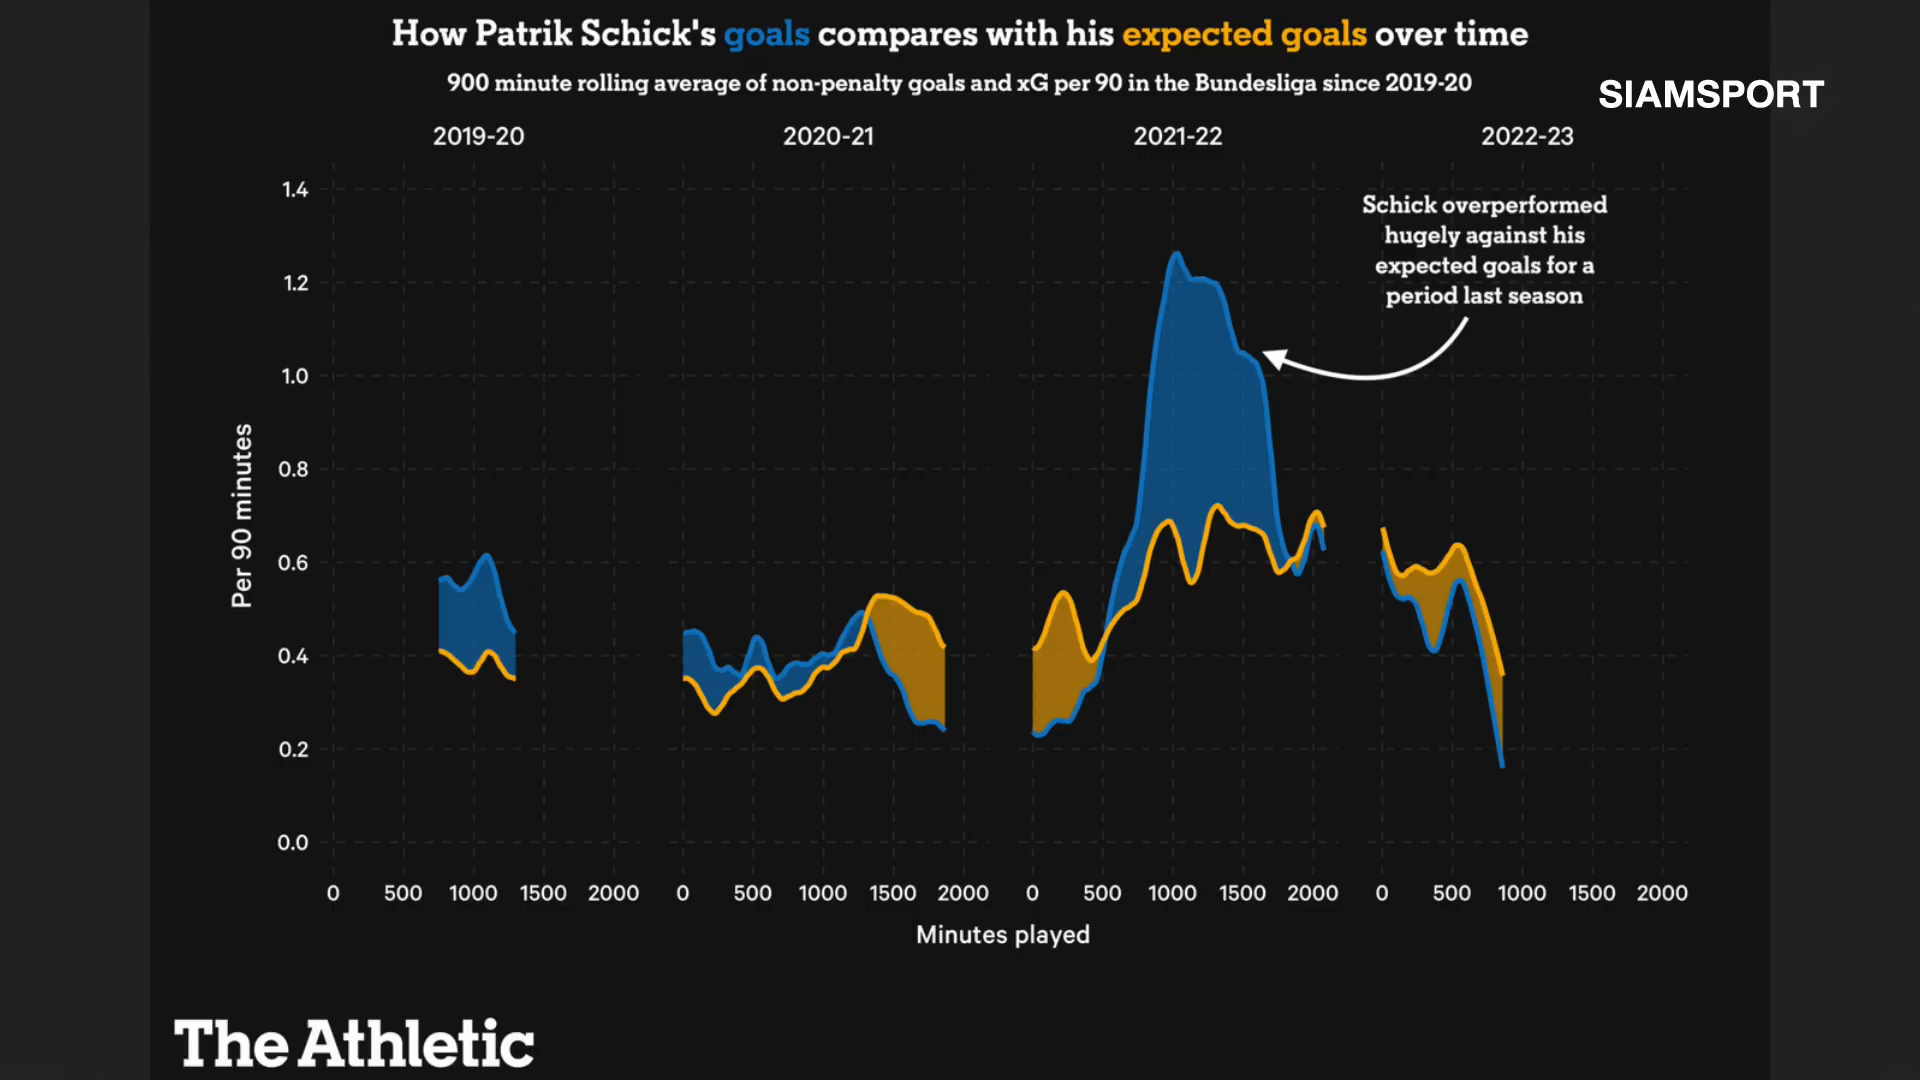 How Patrik Schick's goals compares with his expected goals over time
900 minute rolling average of non-penalty goals and xG per 90 in the Bundesliga since 2019-20
SIAMSPORT
2019-20 2020-21 2021-22 2022-23
Schick overperformed
hugely against his
expected goals for a
period last season
1.4
1.2
1.0
0.8
0.6
0.4
0.2
0.0
Per 90 minutes
0 500 1000 1500 2000 0 500 1000 1500 2000 0 500 1000 1500 2000 0 500 1000 1500 2000
Minutes played
The Athletic